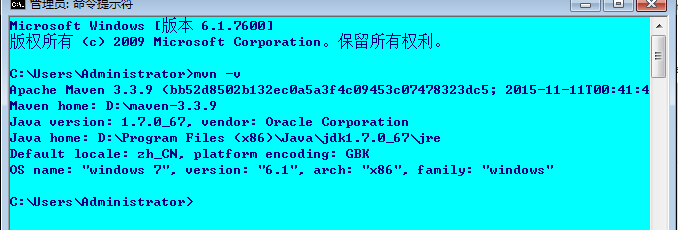 管理员: 命令提示符
Microsoft Windows [版本 6.1.7600]
版权所有 (c) 2009 Microsoft Corporation。保留所有权利。
C:\Users\Administrator>mvn -v
Apache Maven 3.3.9 (bb52d8502b132ec0a5a3f4c09453c07478323dc5; 2015-11-11T00:41:4
Maven home: D:\maven-3.3.9
Java version: 1.7.0_67, vendor: Oracle Corporation
Java home: D:\Program Files (x86)\Java\jdk1.7.0_67\jre
Default locale: zh_CN, platform encoding: GBK
OS name: "windows 7", version: "6.1", arch: "x86", family: "windows"
C:\Users\Administrator>